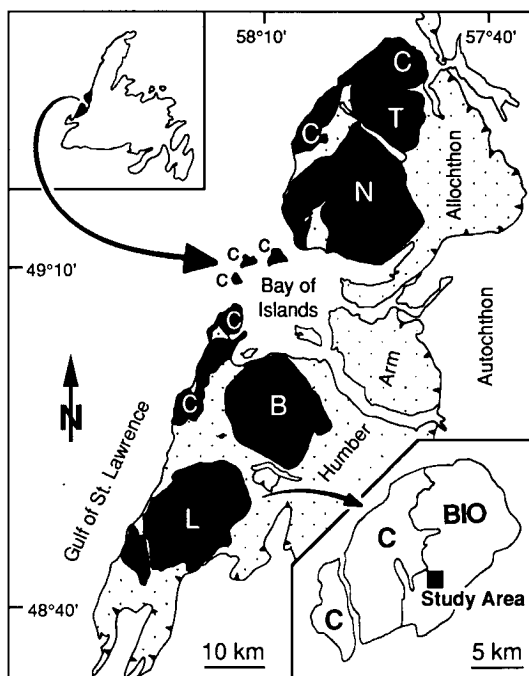 58°10'
57°40'
C
C
T
N
Allochthon
C
C
C
49°10'
Bay of
Islands
C
Autochthon
Arm
N
C
B
Humber
Gulf of St. Lawrence
L
BIO
C
Study Area
C
48°40'
10 km
5 km